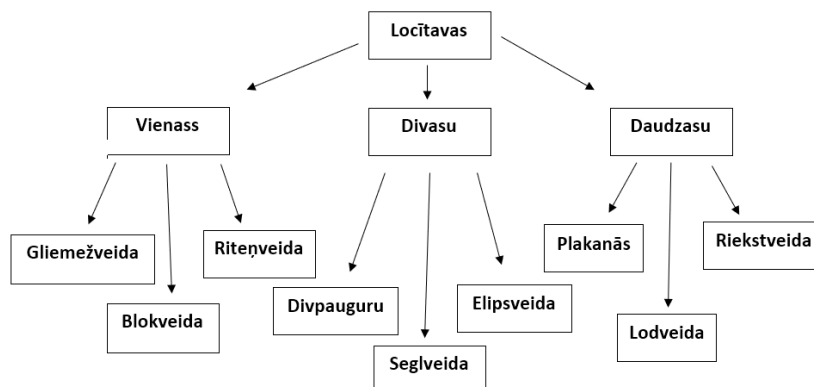 Locītavas
Vienass
Divasu
Daudzasu
Gliemežveida
Riteņveida
Blokveida
Divpauguru
Elipsveida
Seglveida
Plakanās
Riekstveida
Lodveida